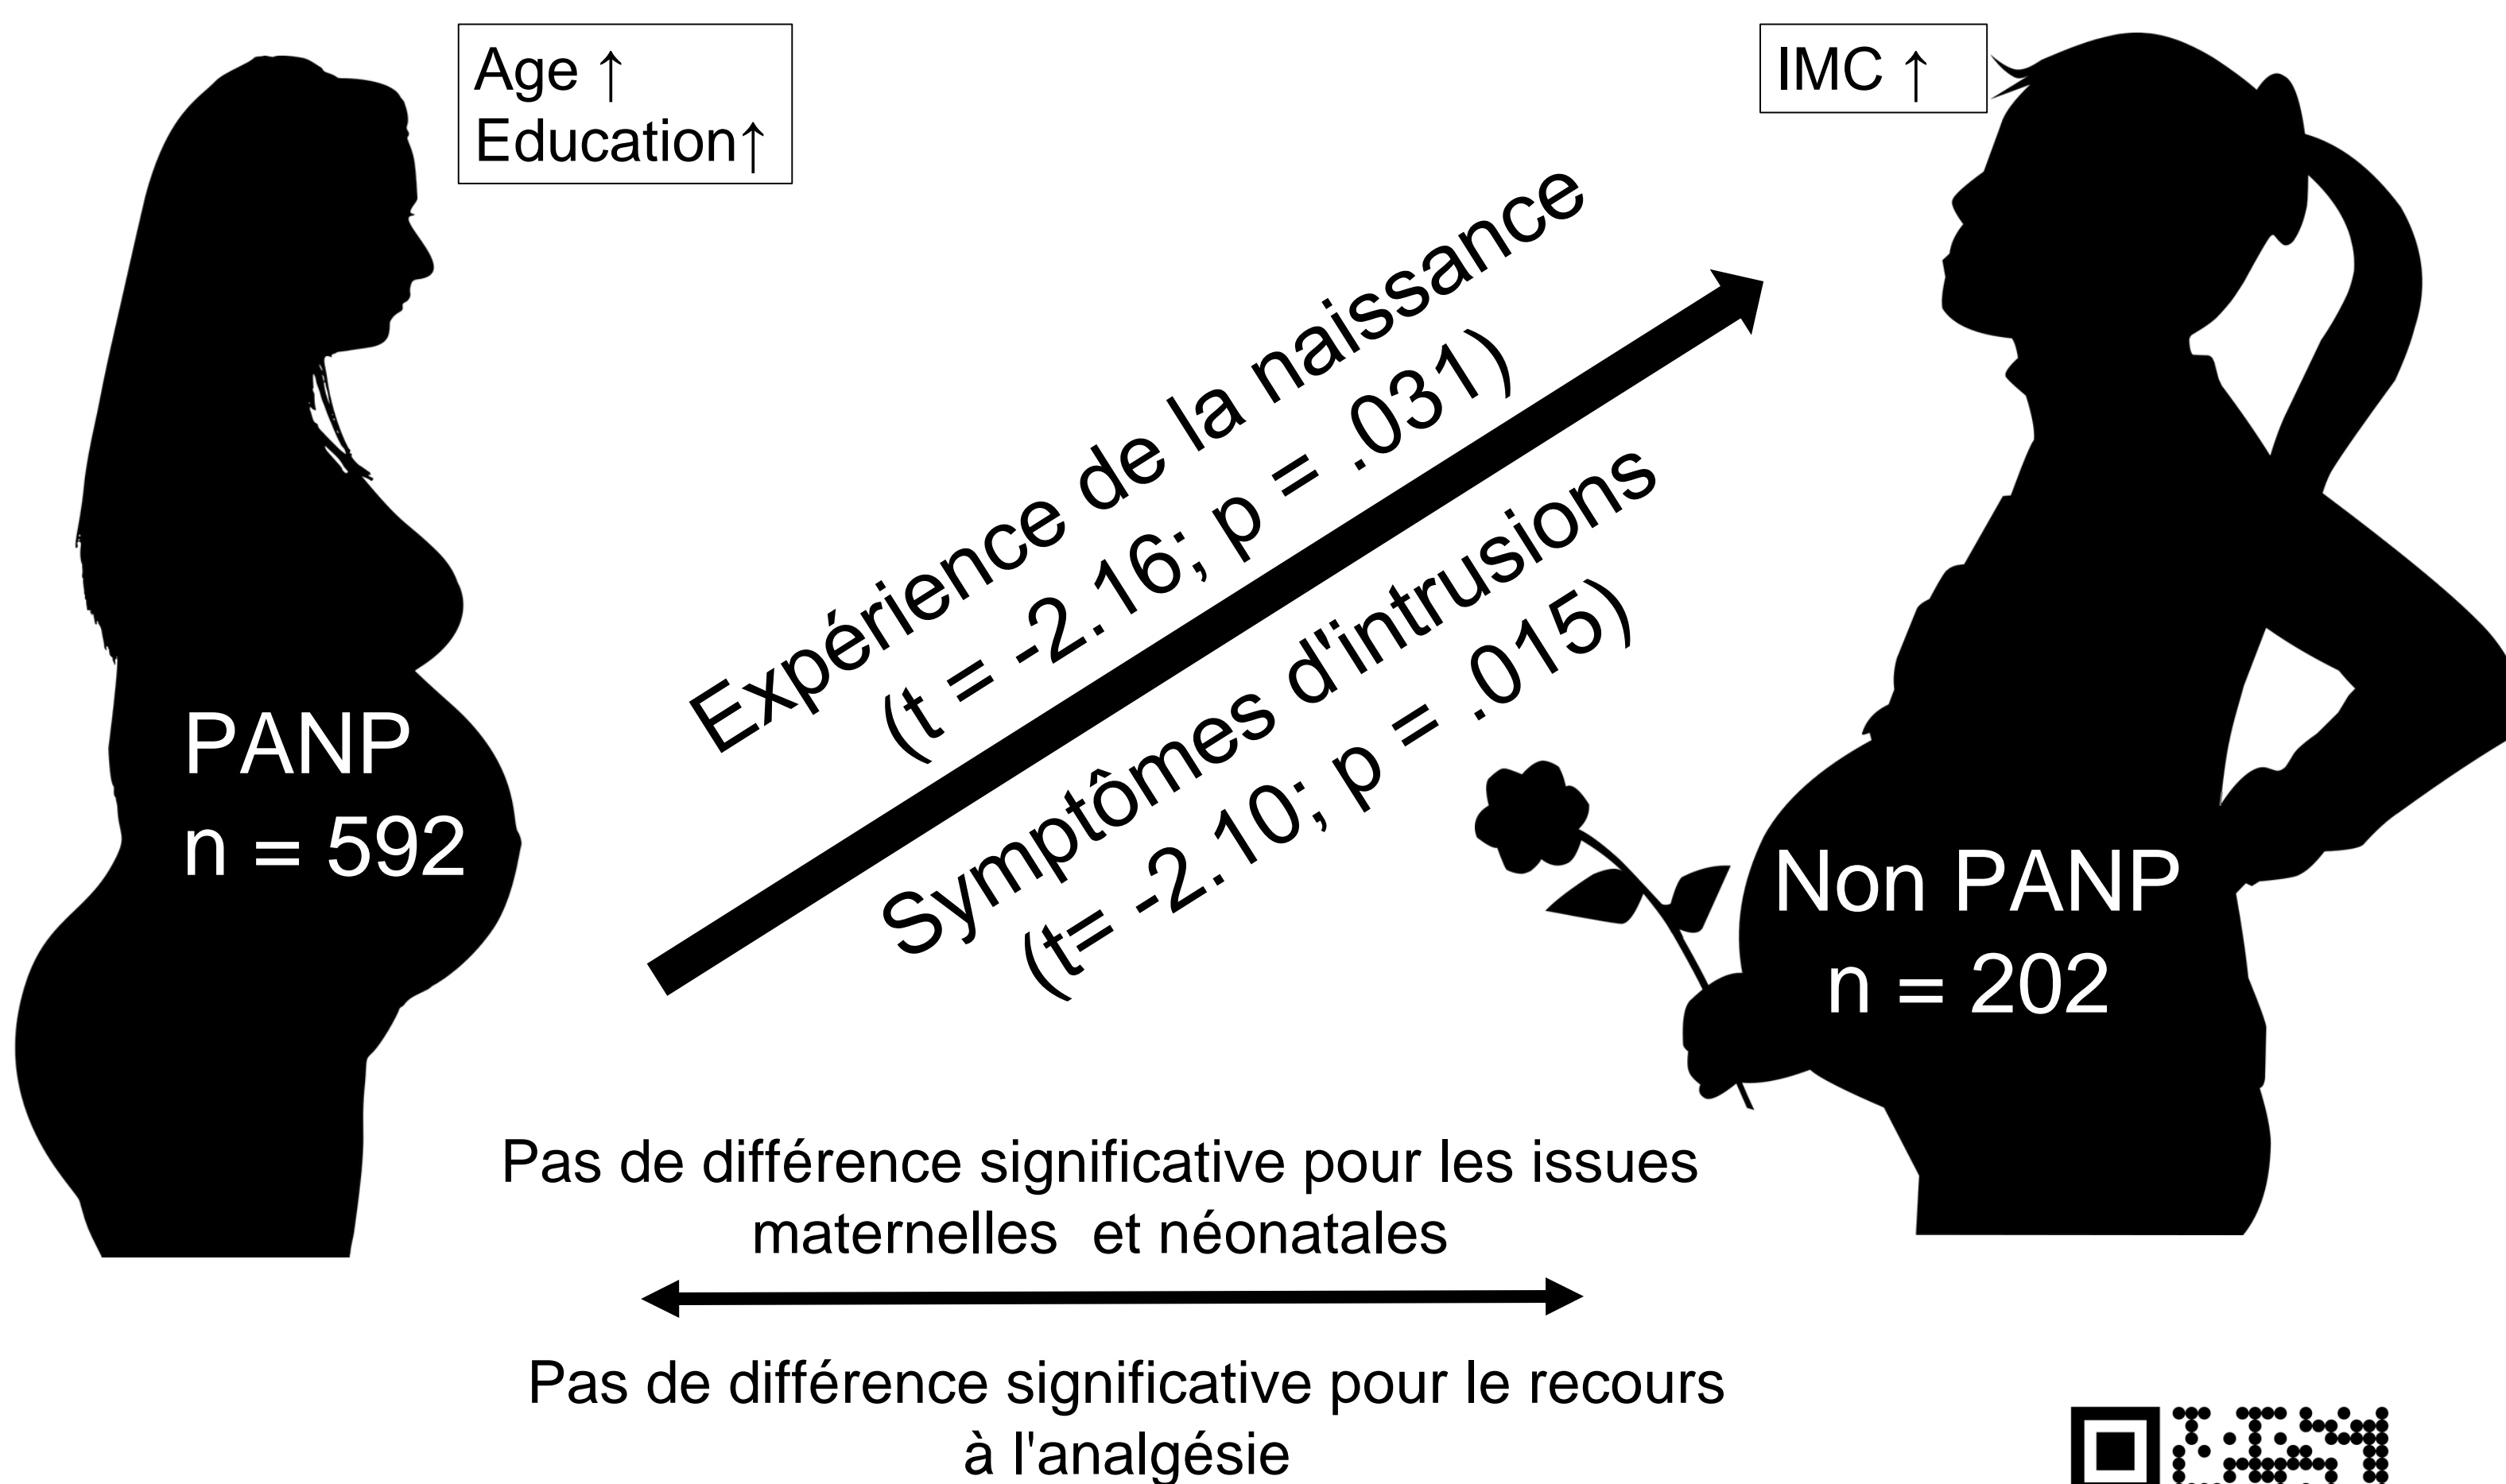 Age ↑
Education↑
IMC ↑
Expérience de la naissance
(t = -2.16; p = .031)
Symptômes d'intrusions
(t= -2.10; p = .015)
PANP
n = 592
Non PANP
n = 202
Pas de différence significative pour les issues
maternelles et néonatales
Pas de différence significative pour le recours
à l'analgésie